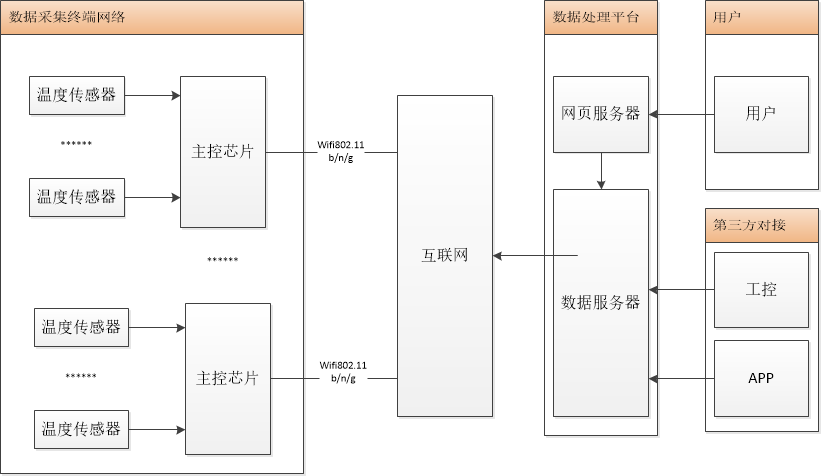 数据采集终端网络
温度传感器
******
温度传感器
主控芯片
Wifi802.11
b/n/g
******
温度传感器
******
温度传感器
主控芯片
Wifi802.11
b/n/g
互联网
数据处理平台
网页服务器
数据服务器
用户
用户
第三方对接
工控
APP